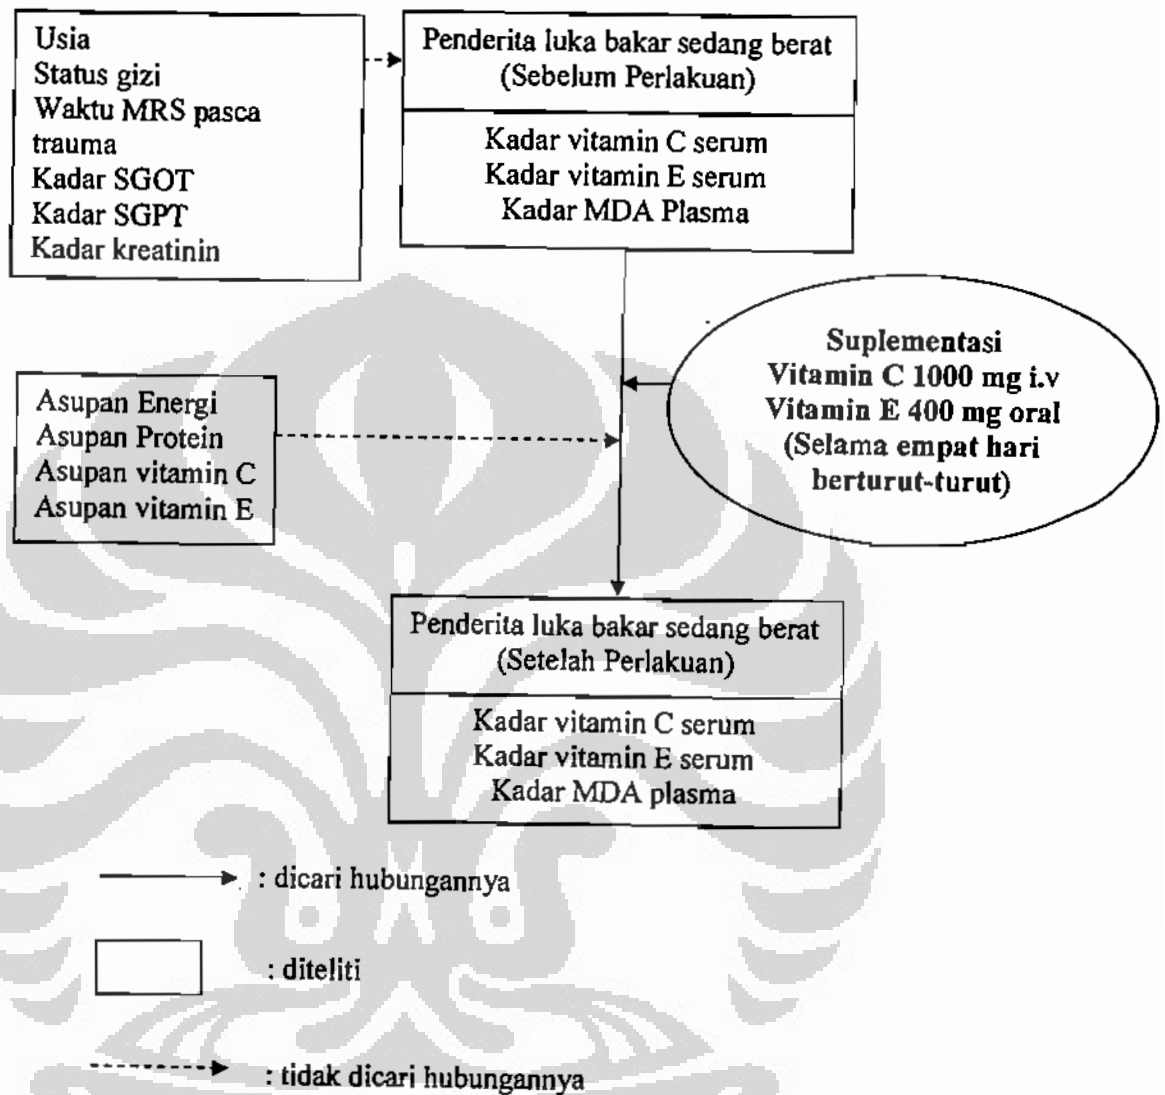 Usia
Status gizi
Waktu MRS pasca
trauma
Kadar SGOT
Kadar SGPT
Kadar kreatinin
Penderita luka bakar sedang berat
(Sebelum Perlakuan)
Kadar vitamin C serum
Kadar vitamin E serum
Kadar MDA Plasma
Suplementasi
Vitamin C 1000 mg i.v
Vitamin E 400 mg oral
(Selama empat hari
berturut-turut)
Asupan Energi
Asupan Protein
Asupan vitamin C
Asupan vitamin E
Penderita luka bakar sedang berat
(Setelah Perlakuan)
Kadar vitamin C serum
Kadar vitamin E serum
Kadar MDA plasma
: dicari hubungannya
: diteliti
: tidak dicari hubungannya